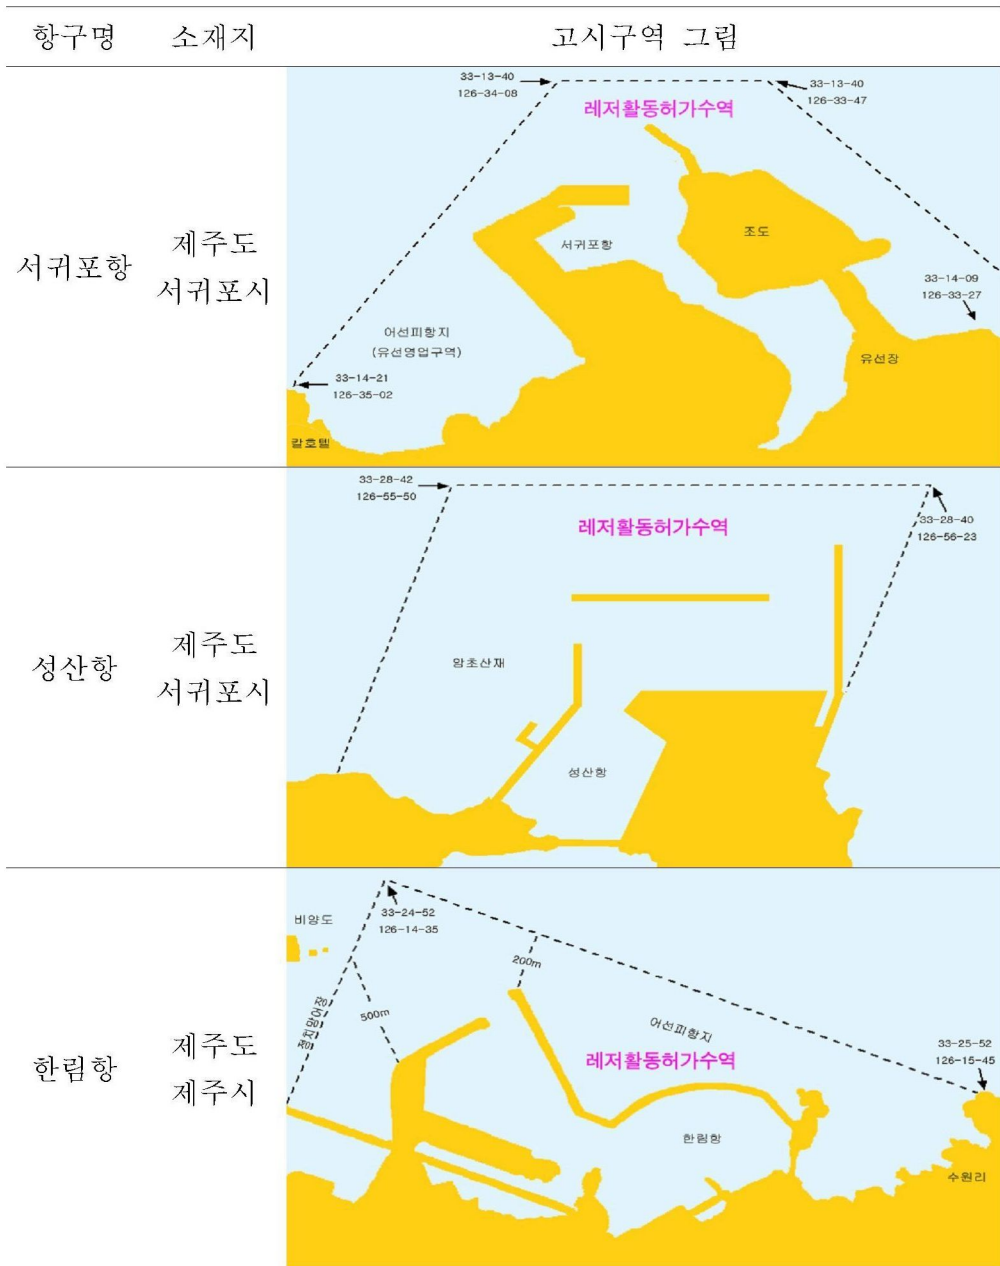 항구명 소재지 고시구역 그림
서귀포항
제주도
서귀포시
33-13-40
126-34-08
33-13-40
126-33-47
레저활동허가수역
조도
서귀포항
33-14-09
126-33-27
어선피항지
(유선영업구역)
유선장
33-14-21
126-35-02
칼호텔
성산항
제주도
서귀포시
33-28-42
126-55-50
33-28-40
126-56-23
레저활동허가수역
암초산재
성산항
한림항
제주도
제주시
비양도
33-24-52
126-14-35
200m
정치망어장
500m
어선피항지
33-25-52
126-15-45
레저활동허가수역
한림항
수원리